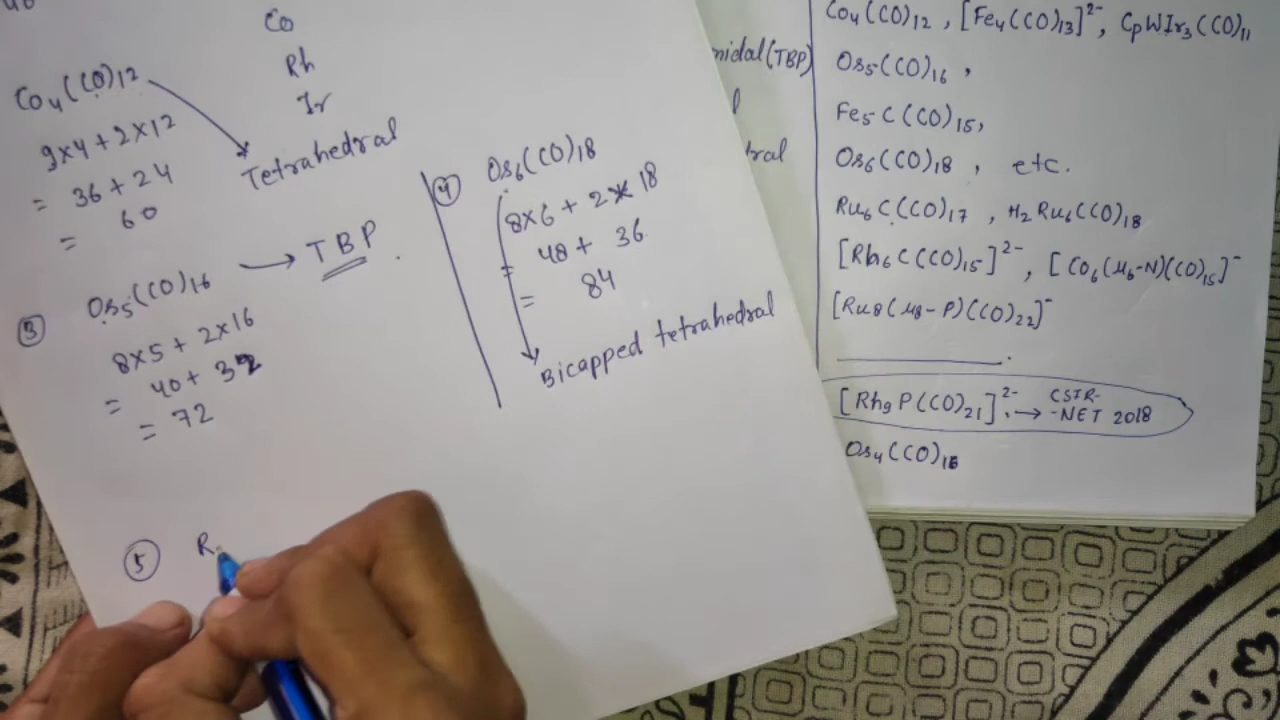 Co
Rh
Ir
Co4(CO)12
Tetrahedral
9x4 + 2x12
= 36 + 24
= 60
③ Os5(CO)16 → TBP.
8x5 + 2x16
= 40 + 32
= 72
④ Os6(CO)18
8x6 + 2x18
= 48 + 36
= 84
Bicapped tetrahedral
⑤ R
midal (TBP)
l
tral
Co4(CO)12, [Fe4(CO)13]2-, CpWIr3(CO)11
Os5(CO)16,
Fe5C(CO)15,
Os6(CO)18, etc.
Ru6C(CO)17, H2Ru6(CO)18
[Rh6C(CO)15]2-, [Co6(μ6-N)(CO)15]-
[Ru8(μ8-P)(CO)22]-
[Rh9P(CO)21]2-. → CSIR-
-NET 2018
Os4(CO)16